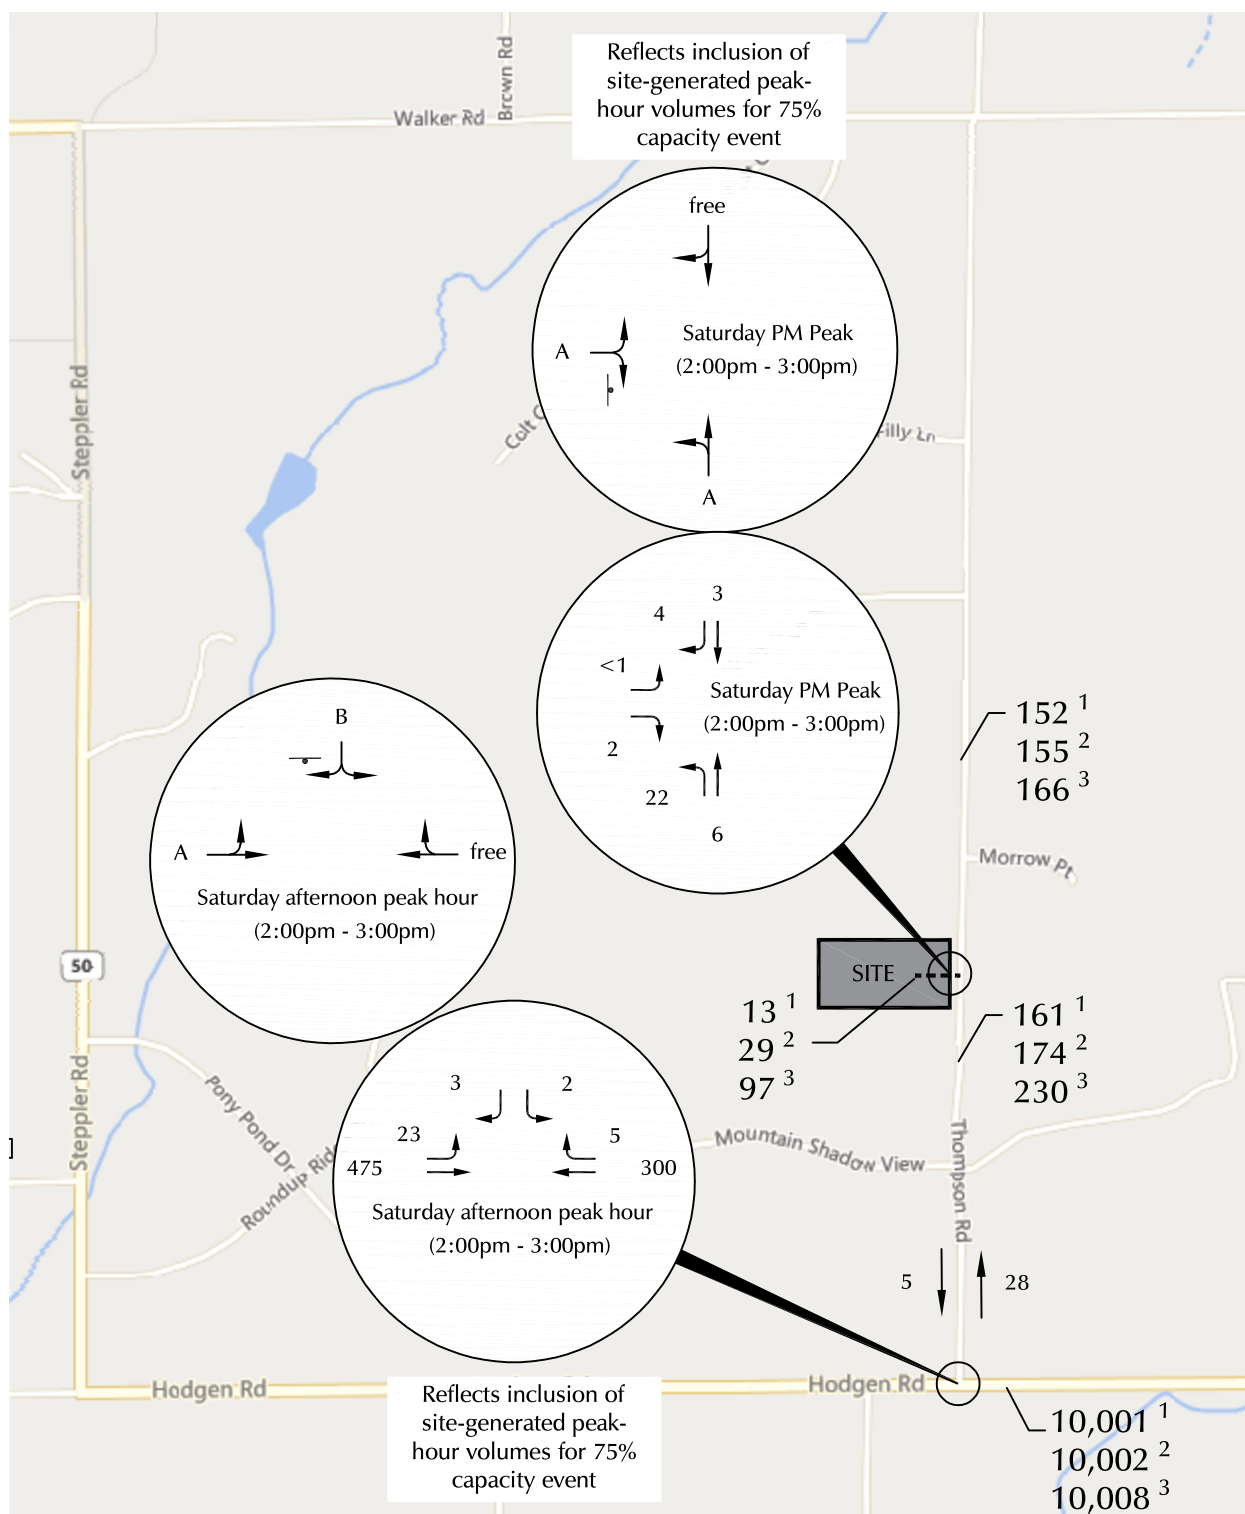 Reflects inclusion of
site-generated peak-
hour volumes for 75%
capacity event
Brown Rd
Walker Rd
free
Saturday PM Peak
(2:00pm - 3:00pm)
A
A
Steppler Rd
Colt
Filly Ln
3
4
<1
Saturday PM Peak
(2:00pm - 3:00pm)
2
22
6
152 1
155 2
166 3
B
A
free
Saturday afternoon peak hour
(2:00pm - 3:00pm)
Morrow Pt
50
SITE
13 1
29 2
97 3
161 1
174 2
230 3
Steppler Rd
Pony Pond Dr
Roundup Rid
3
2
23
5
475
300
Saturday afternoon peak hour
(2:00pm - 3:00pm)
Mountain Shadow View
Thompson Rd
5
28
Hodgen Rd
Hodgen Rd
Reflects inclusion of
site-generated peak-
hour volumes for 75%
capacity event
10,001 1
10,002 2
10,008 3